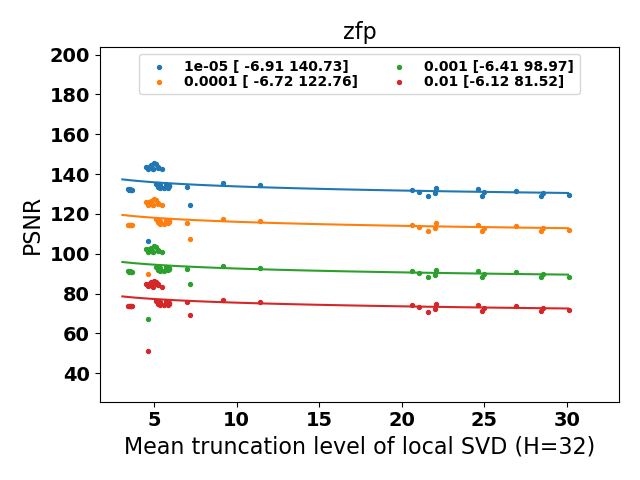 zfp
200
180
160
140
120
100
80
60
40
PSNR
1e-05 [ -6.91 140.73]
0.0001 [ -6.72 122.76]
0.001 [-6.41 98.97]
0.01 [-6.12 81.52]
5 10 15 20 25 30
Mean truncation level of local SVD (H=32)